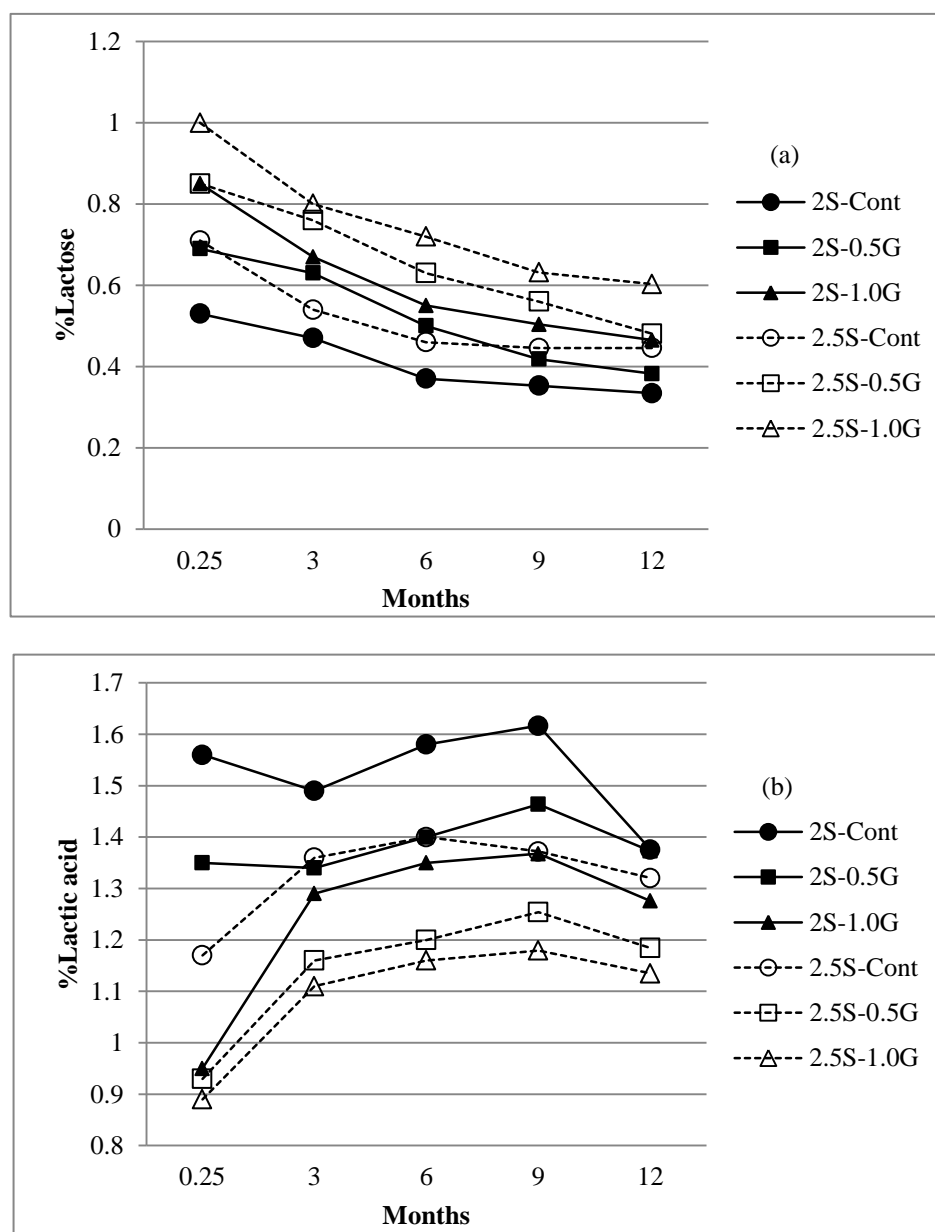 1.2
1
0.8
0.6
0.4
0.2
0
%Lactose
0.25 3 6 9 12
Months
(a)
2S-Cont
2S-0.5G
2S-1.0G
2.5S-Cont
2.5S-0.5G
2.5S-1.0G
1.7
1.6
1.5
1.4
1.3
1.2
1.1
1
0.9
0.8
%Lactic acid
0.25 3 6 9 12
Months
(b)
2S-Cont
2S-0.5G
2S-1.0G
2.5S-Cont
2.5S-0.5G
2.5S-1.0G